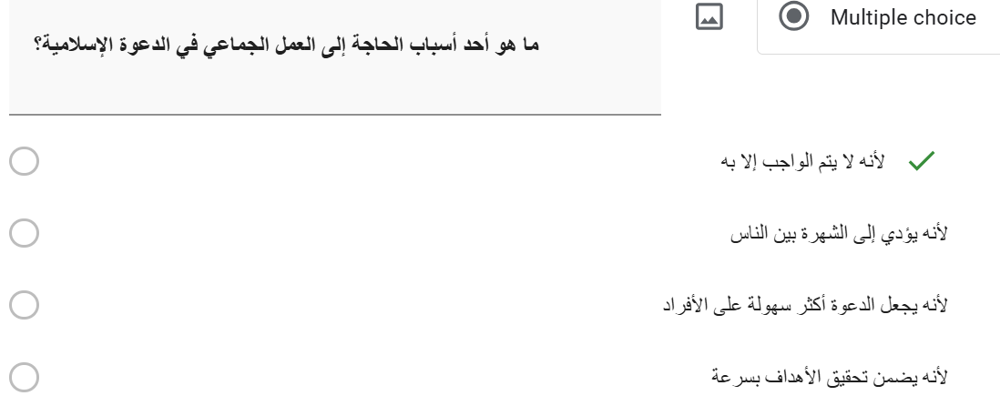 Multiple choice
ما هو أحد أسباب الحاجة إلى العمل الجماعي في الدعوة الإسلامية؟
لأنه لا يتم الواجب إلا به
لأنه يؤدي إلى الشهرة بين الناس
لأنه يجعل الدعوة أكثر سهولة على الأفراد
لأنه يضمن تحقيق الأهداف بسرعة